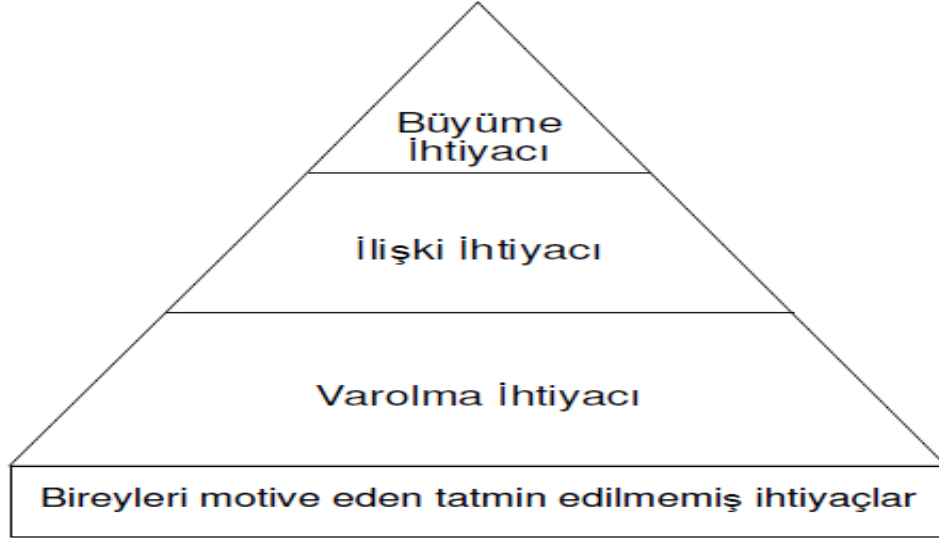 Büyüme
İhtiyacı
İlişki İhtiyacı
Varolma İhtiyacı
Bireyleri motive eden tatmin edilmemiş ihtiyaçlar